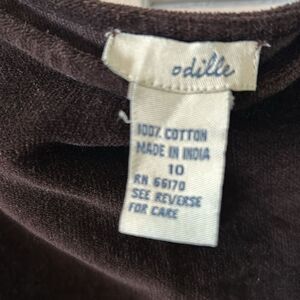 odille
100% COTTON
MADE IN INDIA
10
RN 66170
SEE REVERSE
FOR CARE